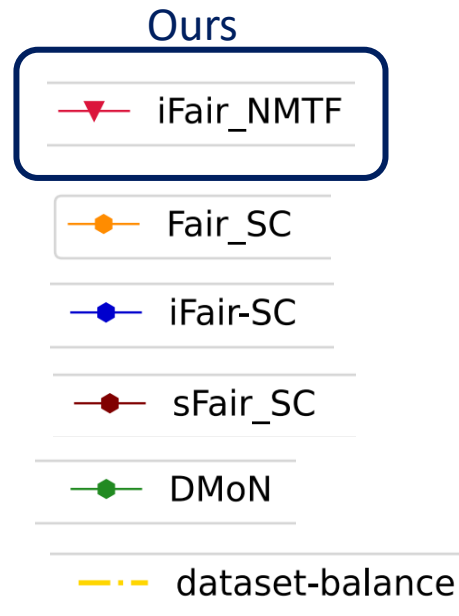 Ours
iFair_NMTF
Fair_SC
iFair-SC
sFair_SC
DMoN
dataset-balance